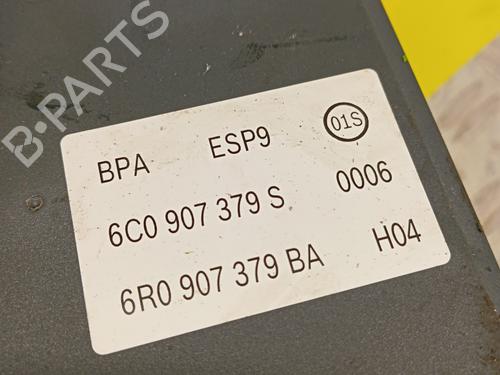 B-PARTS
BPA ESP9 01S
6C0 907 379 S 0006
6R0 907 379 BA H04